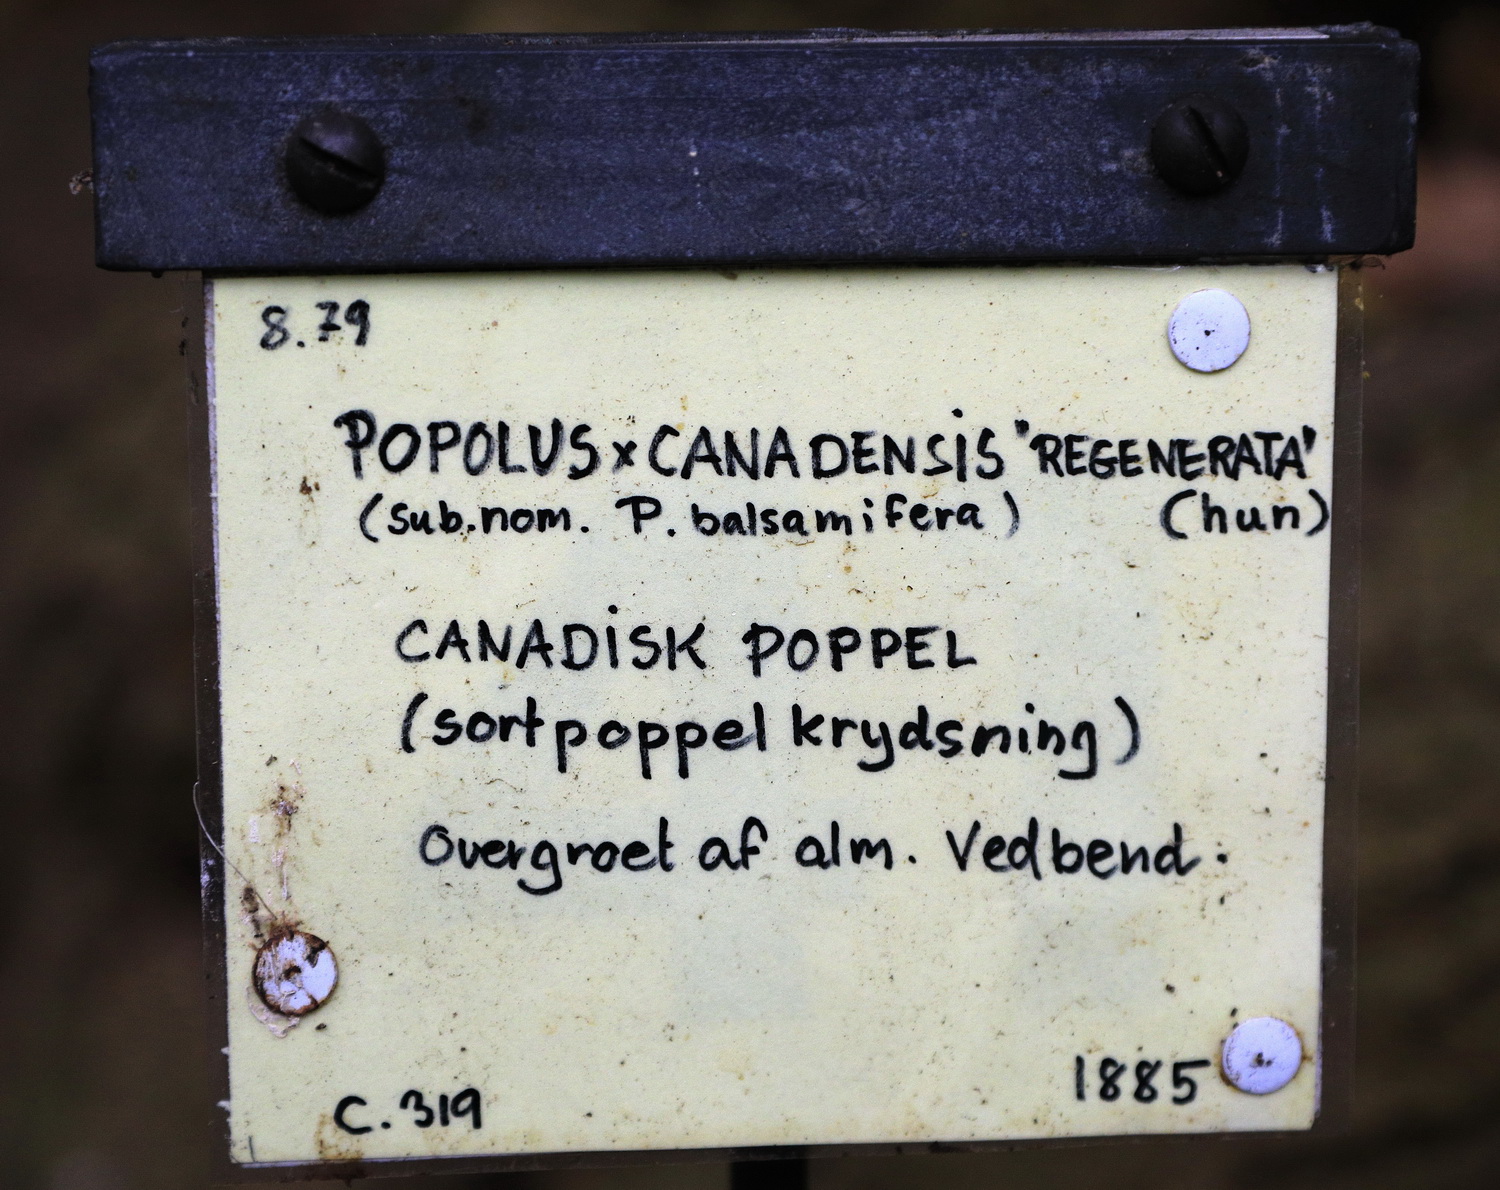 8.79
POPOLUS x CANADENSIS "REGENERATA"
(sub.nom. P. balsamifera) (hun)
CANADISK POPPEL
(sortpoppel krydsning)
Overgroet af alm. Vedbend.
1885
C. 319